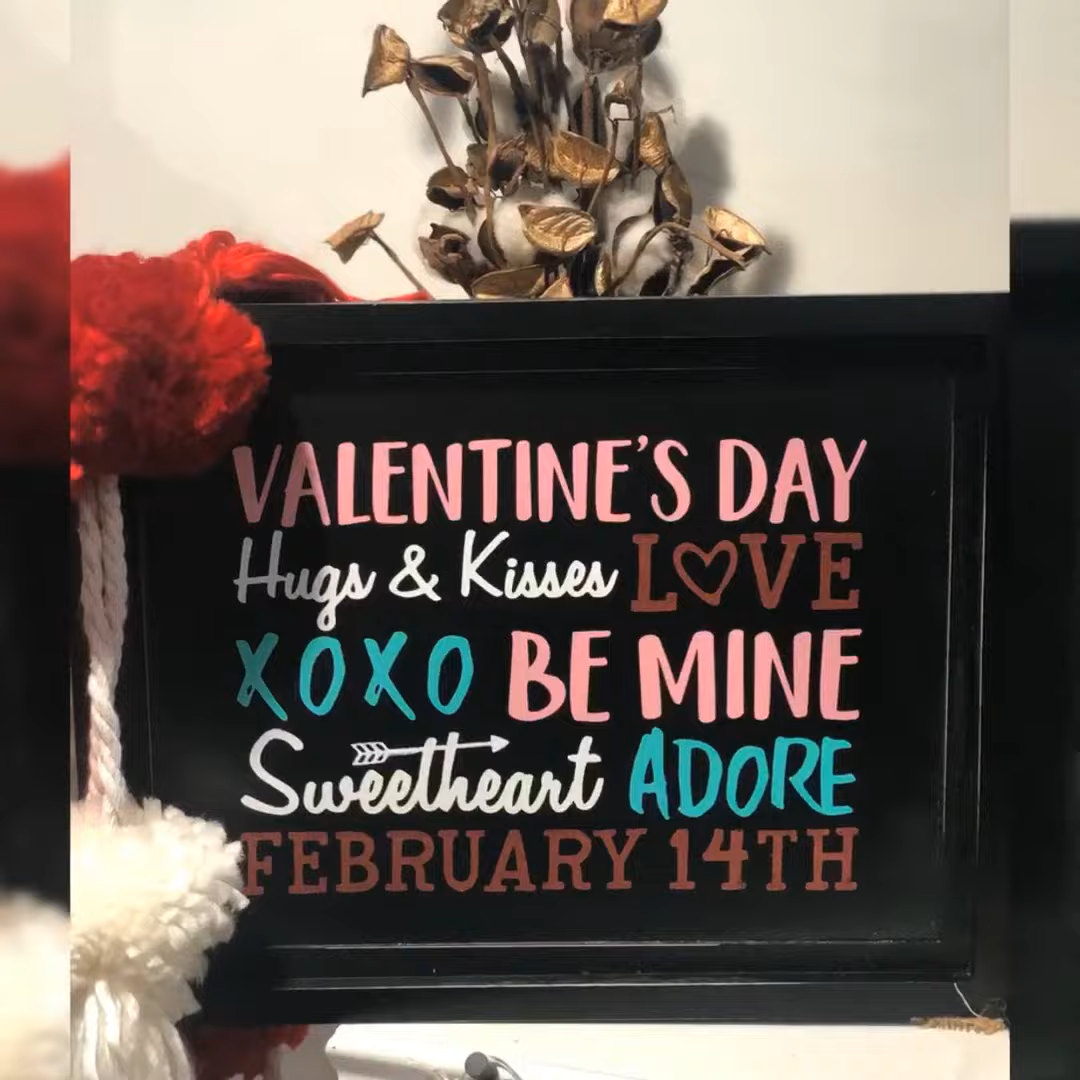 VALENTINE'S DAY
Hugs & Kisses LOVE
XOXO BE MINE
Sweetheart ADORE
FEBRUARY 14TH